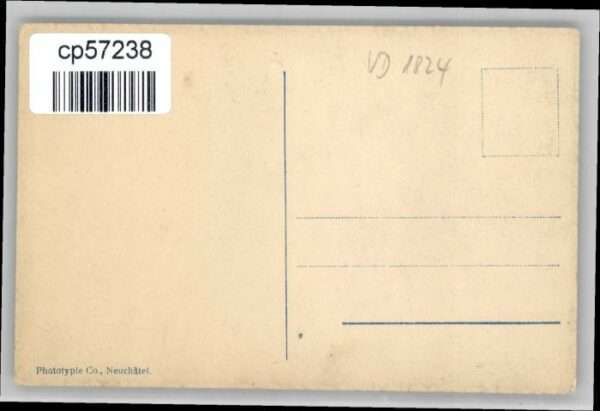 cp57238
VD 1824
Phototypie Co., Neuchâtel.